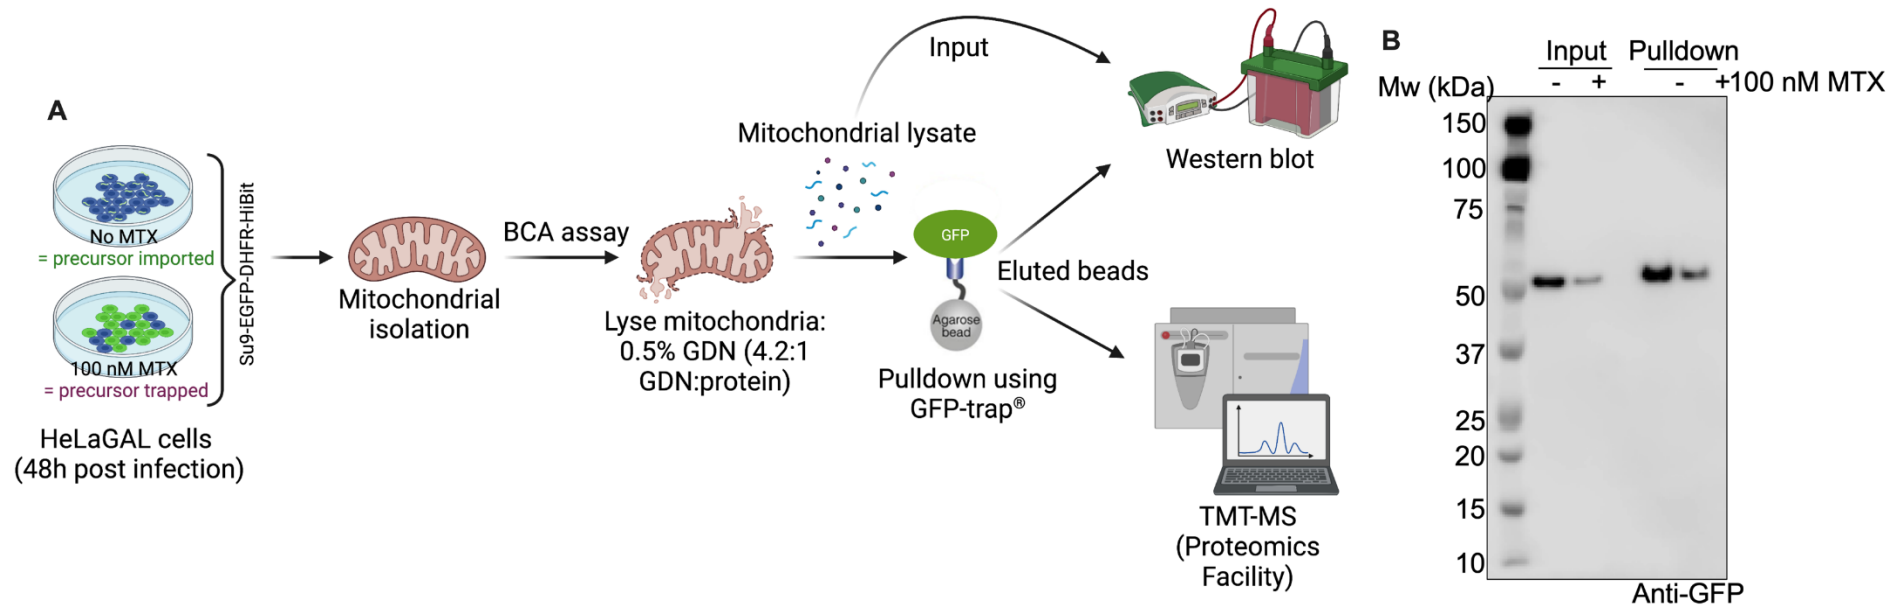 A
No MTX
= precursor imported
100 nM MTX
= precursor trapped
HeLaGAL cells
(48h post infection)
Su9-EGFP-DHFR-HiBit
Mitochondrial
isolation
BCA assay
Lyse mitochondria:
0.5% GDN (4.2:1
GDN:protein)
Mitochondrial lysate
Input
GFP
Agarose
bead
Pulldown using
GFP-trap®
Eluted beads
Western blot
TMT-MS
(Proteomics
Facility)
B
Input Pulldown
Mw (kDa) - + - +100 nM MTX
150
100
75
50
37
25
20
15
10
Anti-GFP